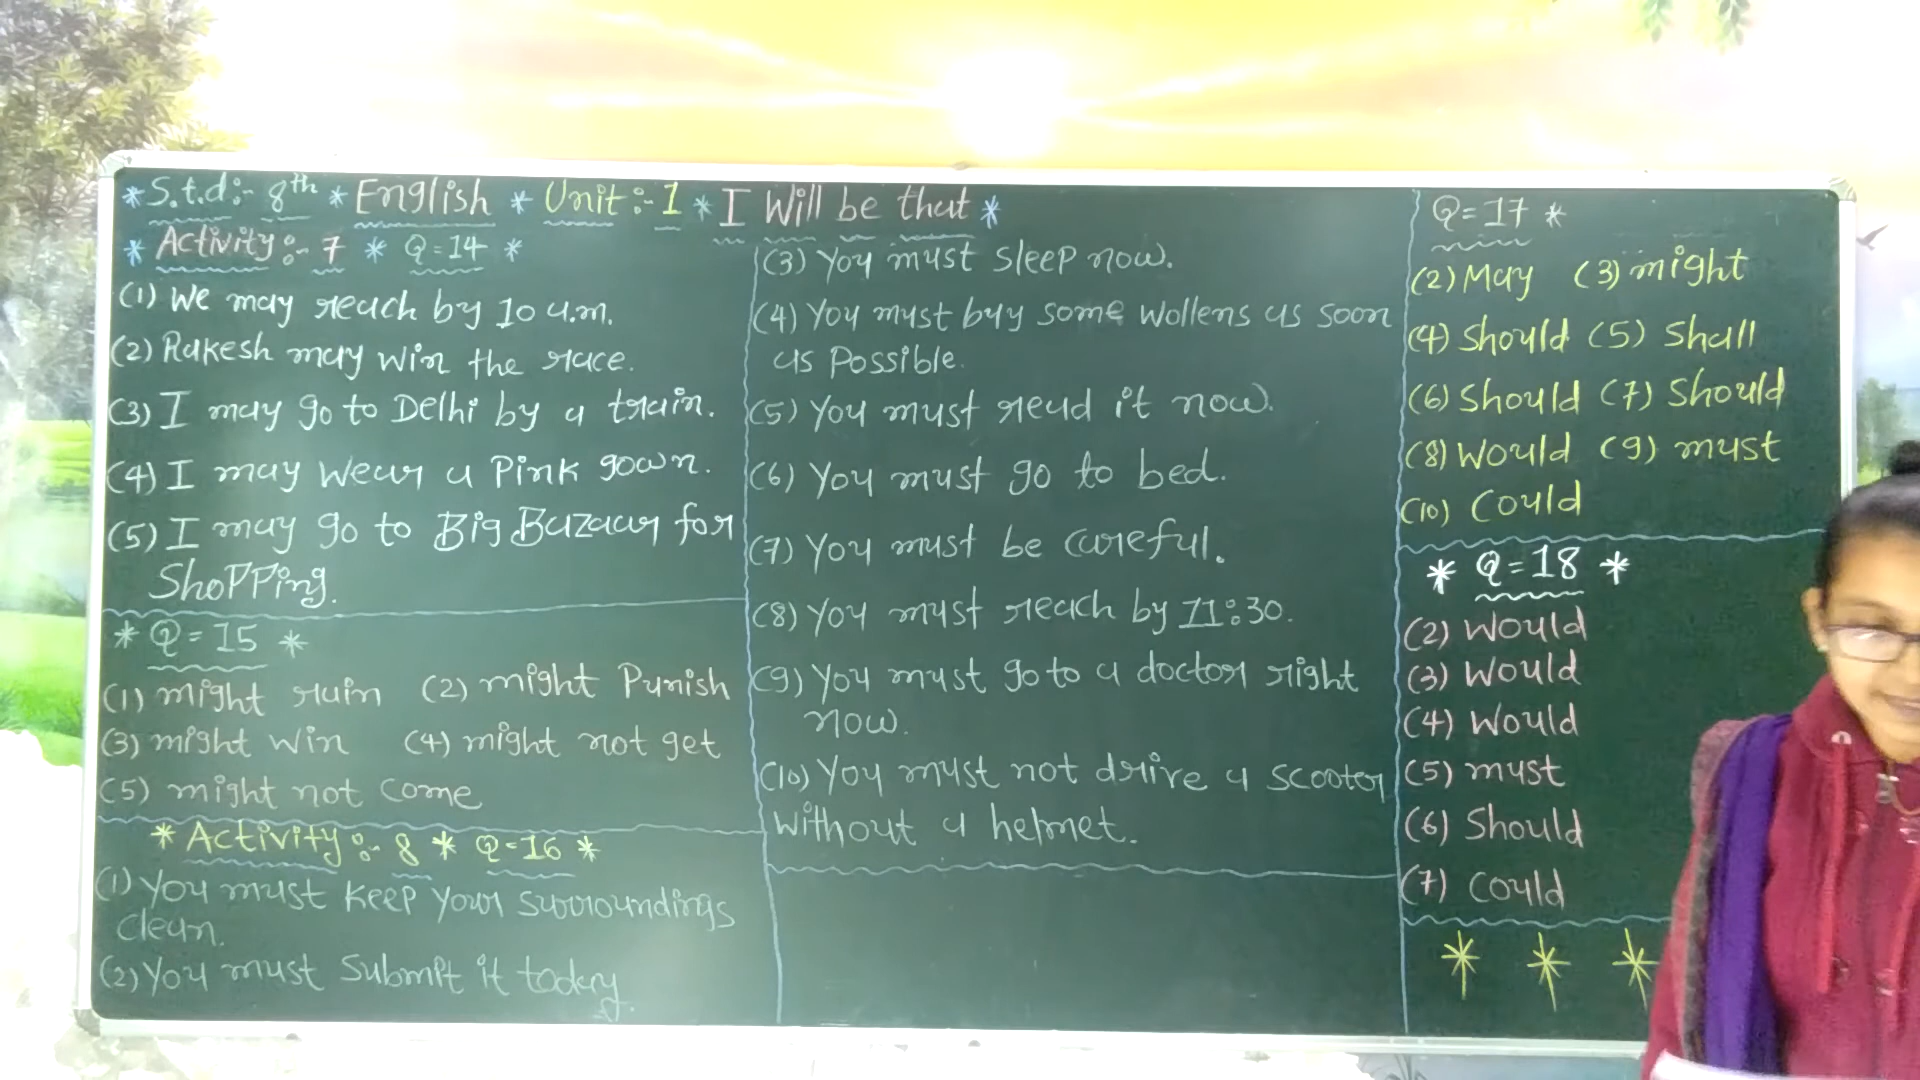 * S.t.d:- 8th * English * Unit:- 1 * I Will be that *
* Activity:- 7 * Q=14 *
(1) We may reach by 10 a.m.
(2) Rakesh may win the race.
(3) I may go to Delhi by a train.
(4) I may wear a Pink gown.
(5) I may go to Big Bazaar for
Shopping.
* Q=15 *
(1) might rain (2) might Punish
(3) might win (4) might not get
(5) might not come
* Activity:- 8 * Q=16 *
(1) You must keep your surroundings
clean.
(2) You must submit it today.
(3) You must sleep now.
(4) You must buy some wollens as soon
as Possible.
(5) You must read it now.
(6) You must go to bed.
(7) You must be careful.
(8) You must reach by 11:30.
(9) You must go to a doctor right
now.
(10) You must not drive a scooter
without a helmet.
Q=17 *
(2) May (3) might
(4) Should (5) Shall
(6) Should (7) Should
(8) Would (9) must
(10) Could
* Q=18 *
(2) Would
(3) Would
(4) Would
(5) must
(6) Should
(7) Could